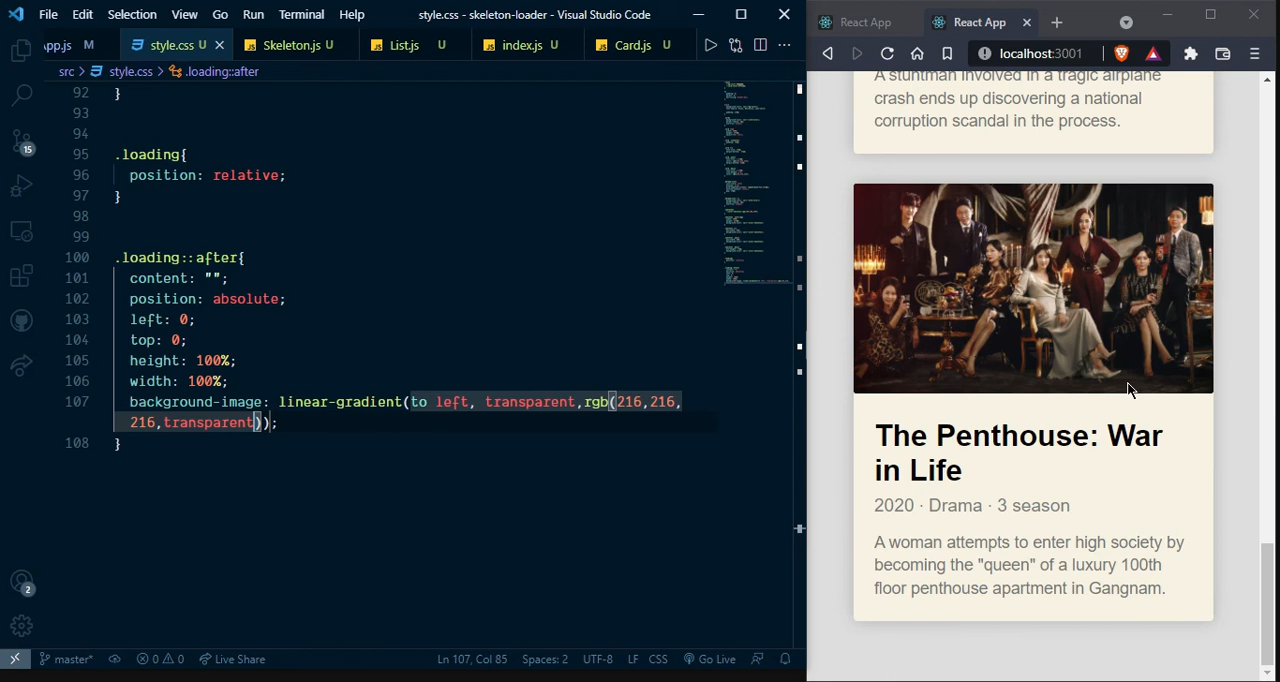 File Edit Selection View Go Run Terminal Help style.css - skeleton-loader - Visual Studio Code
App.js M style.css U Skeleton.js U List.js U index.js U Card.js U
src > style.css > .loading::after
92 }
93
94
95 .loading{
96 position: relative;
97 }
98
99
100 .loading::after{
101 content: "";
102 position: absolute;
103 left: 0;
104 top: 0;
105 height: 100%;
106 width: 100%;
107 background-image: linear-gradient(to left, transparent,rgb(216,216,
216,transparent));
108 }
15
2
master* 0 0 Live Share Ln 107, Col 85 Spaces: 2 UTF-8 LF CSS Go Live
React App React App
localhost:3001
A stuntman involved in a tragic airplane
crash ends up discovering a national
corruption scandal in the process.
The Penthouse: War
in Life
2020 · Drama · 3 season
A woman attempts to enter high society by
becoming the "queen" of a luxury 100th
floor penthouse apartment in Gangnam.